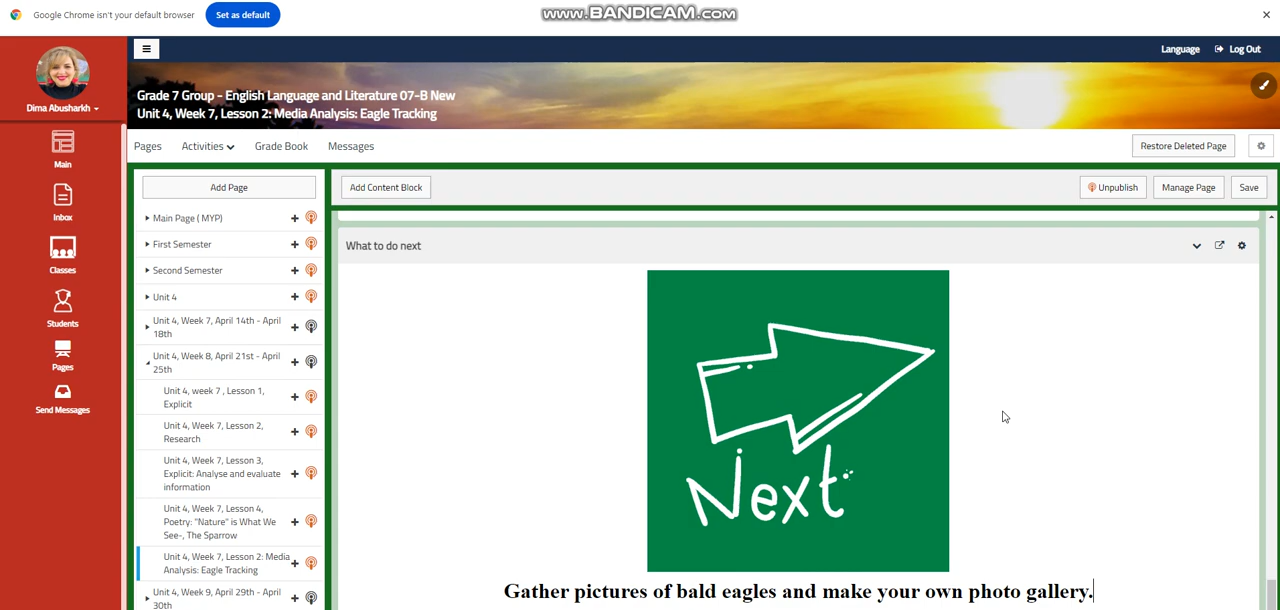 Google Chrome isn't your default browser
Set as default
www.BANDICAM.com
Language
Log Out
Dima Abusharkh
Grade 7 Group - English Language and Literature 07-B New
Unit 4, Week 7, Lesson 2: Media Analysis: Eagle Tracking
Pages
Activities
Grade Book
Messages
Restore Deleted Page
Main
Inbox
Classes
Students
Pages
Send Messages
Add Page
Main Page ( MYP)
First Semester
Second Semester
Unit 4
Unit 4, Week 7, April 14th - April
18th
Unit 4, Week 8, April 21st - April
25th
Unit 4, week 7 , Lesson 1,
Explicit
Unit 4, Week 7, Lesson 2,
Research
Unit 4, Week 7, Lesson 3,
Explicit: Analyse and evaluate
information
Unit 4, Week 7, Lesson 4,
Poetry: "Nature" is What We
See-, The Sparrow
Unit 4, Week 7, Lesson 2: Media
Analysis: Eagle Tracking
Unit 4, Week 9, April 29th - April
30th
Add Content Block
Unpublish
Manage Page
Save
What to do next
Next
Gather pictures of bald eagles and make your own photo gallery.